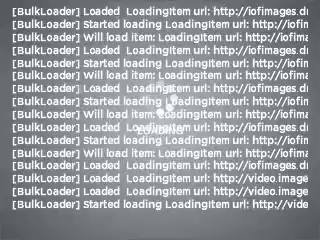 [BulkLoader] Loaded LoadingItem url: http://iofimages.d
[BulkLoader] Started loading LoadingItem url: http://iofi
[BulkLoader] Will load item: LoadingItem url: http://iofima
[BulkLoader] Loaded LoadingItem url: http://iofimages.d
[BulkLoader] Started loading LoadingItem url: http://iofi
[BulkLoader] Will load item: LoadingItem url: http://iofima
[BulkLoader] Loaded LoadingItem url: http://iofimages.d
[BulkLoader] Started loading LoadingItem url: http://iofi
[BulkLoader] Will load item: LoadingItem url: http://iofima
[BulkLoader] Loaded LoadingItem url: http://iofimages.d
LOADING
[BulkLoader] Started loading LoadingItem url: http://iofi
[BulkLoader] Will load item: LoadingItem url: http://iofima
[BulkLoader] Loaded LoadingItem url: http://iofimages.d
[BulkLoader] Loaded LoadingItem url: http://video.image
[BulkLoader] Loaded LoadingItem url: http://video.image
[BulkLoader] Started loading LoadingItem url: http://vide